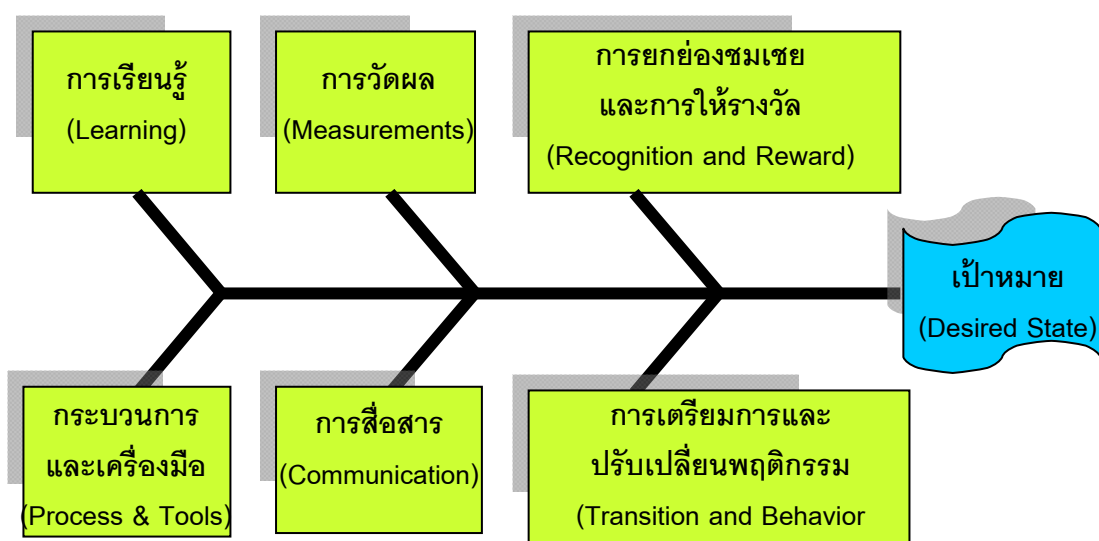 การเรียนรู้
(Learning)
การวัดผล
(Measurements)
การยกย่องชมเชย
และการให้รางวัล
(Recognition and Reward)
เป้าหมาย
(Desired State)
กระบวนการ
และเครื่องมือ
(Process & Tools)
การสื่อสาร
(Communication)
การเตรียมการและ
ปรับเปลี่ยนพฤติกรรม
(Transition and Behavior